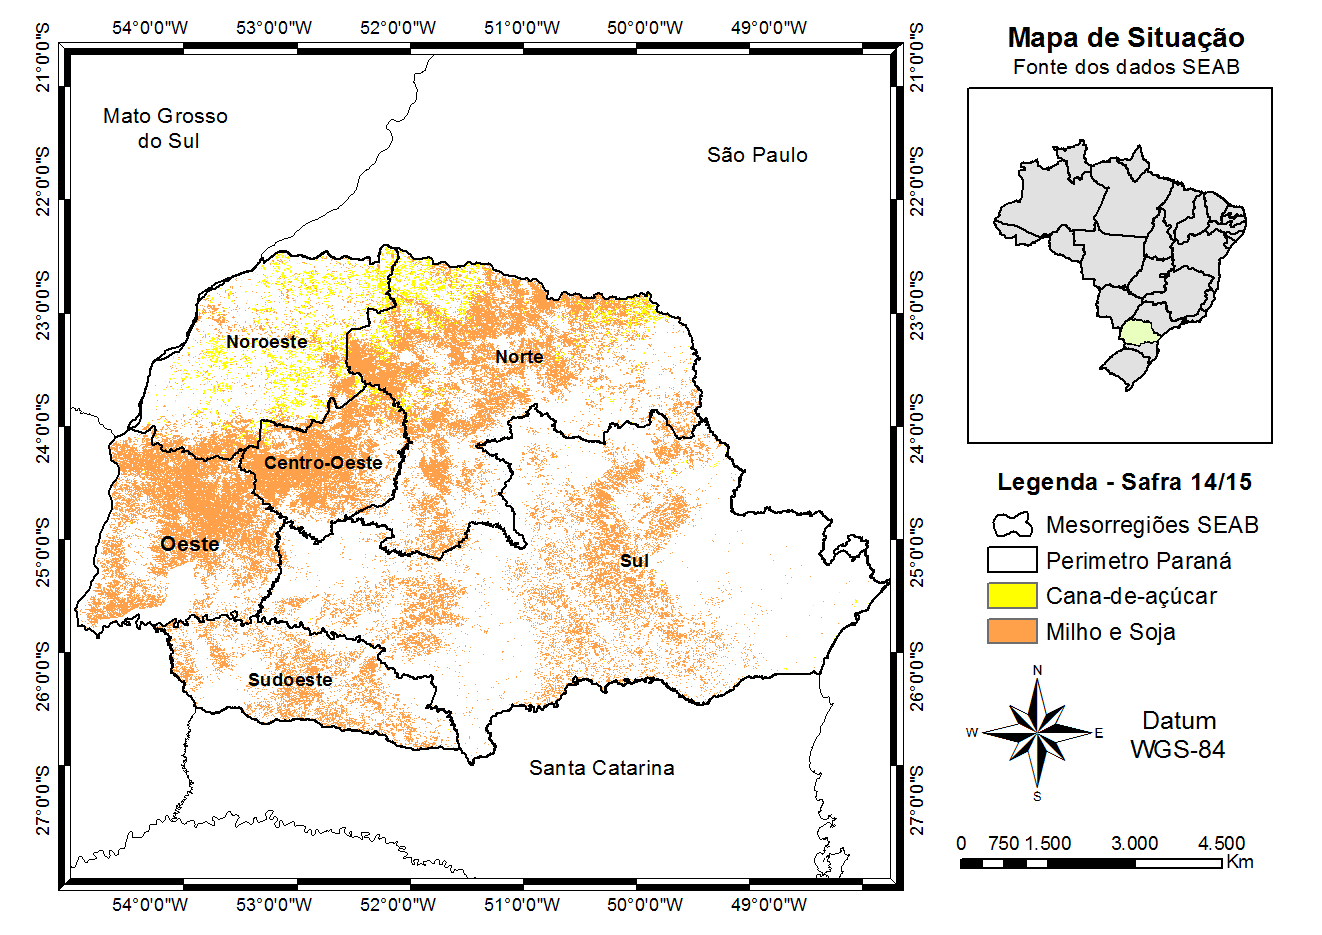 54°0'0"W 53°0'0"W 52°0'0"W 51°0'0"W 50°0'0"W 49°0'0"W
21°0'0"S
22°0'0"S
23°0'0"S
24°0'0"S
25°0'0"S
26°0'0"S
27°0'0"S
Mato Grosso
do Sul
São Paulo
Noroeste
Norte
Centro-Oeste
Oeste
Sul
Sudoeste
Santa Catarina
21°0'0"S
22°0'0"S
23°0'0"S
24°0'0"S
25°0'0"S
26°0'0"S
27°0'0"S
54°0'0"W 53°0'0"W 52°0'0"W 51°0'0"W 50°0'0"W 49°0'0"W
Mapa de Situação
Fonte dos dados SEAB
Legenda - Safra 14/15
Mesorregiões SEAB
Perimetro Paraná
Cana-de-açúcar
Milho e Soja
N
W E
S
Datum
WGS-84
0 750 1.500 3.000 4.500
Km